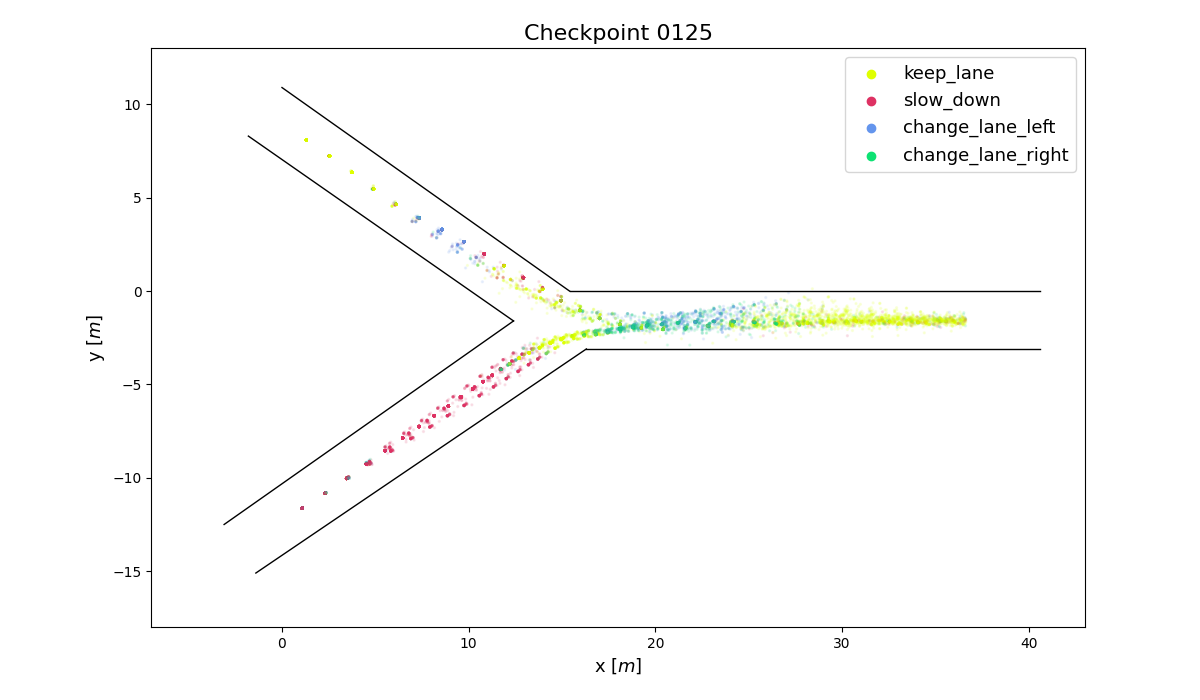 Checkpoint 0125
keep_lane
slow_down
change_lane_left
change_lane_right
10
5
0
−5
−10
−15
y [m]
0
10
20
30
40
x [m]